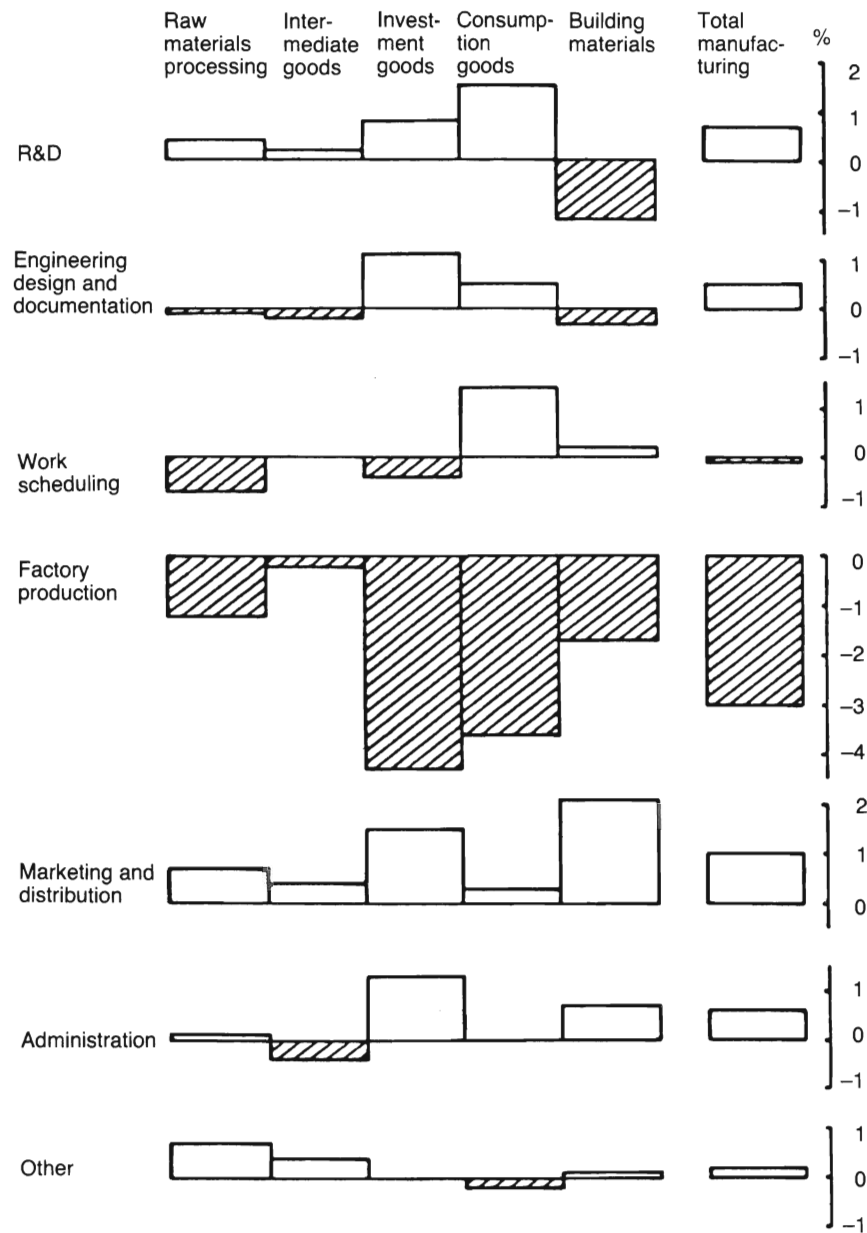 Raw
materials
processing
Inter-
mediate
goods
Invest-
ment
goods
Consump-
tion
goods
Building
materials
Total
manufac-
turing
%
R&D
2
1
0
–1
Engineering
design and
documentation
1
0
–1
Work
scheduling
1
0
–1
Factory
production
0
–1
–2
–3
–4
Marketing and
distribution
2
1
0
Administration
1
0
–1
Other
1
0
–1